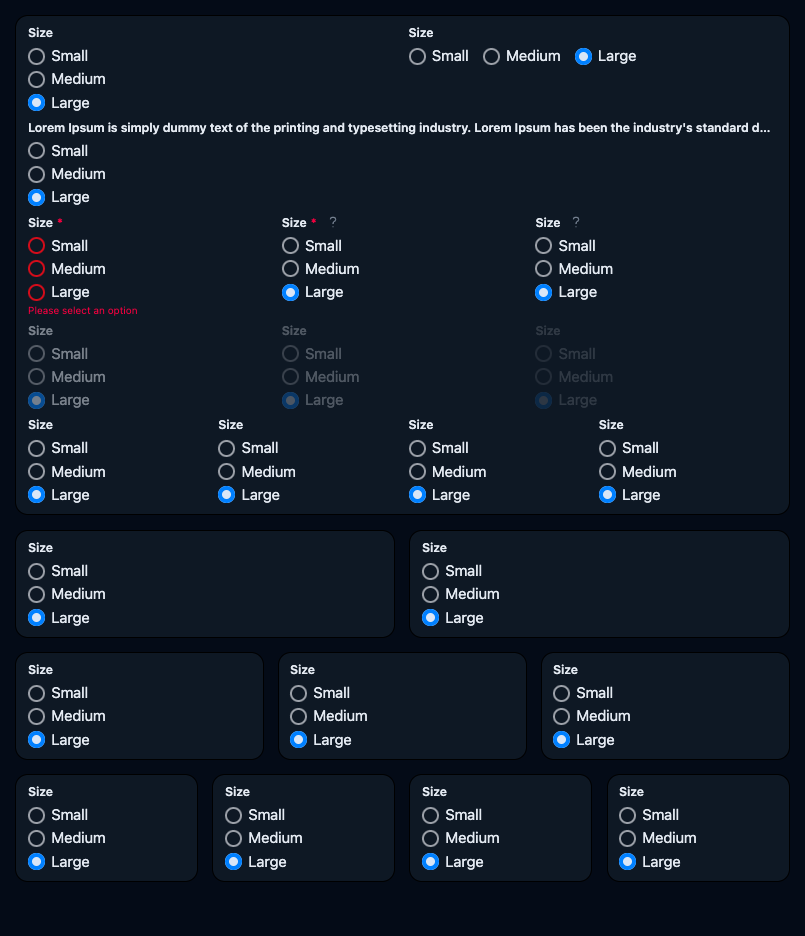 Size
Small
Medium
Large
Size
Small Medium Large
Lorem Ipsum is simply dummy text of the printing and typesetting industry. Lorem Ipsum has been the industry's standard d...
Small
Medium
Large
Size *
Small
Medium
Large
Please select an option
Size * ?
Small
Medium
Large
Size ?
Small
Medium
Large
Size
Small
Medium
Large
Size
Small
Medium
Large
Size
Small
Medium
Large
Size
Small
Medium
Large
Size
Small
Medium
Large
Size
Small
Medium
Large
Size
Small
Medium
Large
Size
Small
Medium
Large
Size
Small
Medium
Large
Size
Small
Medium
Large
Size
Small
Medium
Large
Size
Small
Medium
Large
Size
Small
Medium
Large
Size
Small
Medium
Large
Size
Small
Medium
Large
Size
Small
Medium
Large